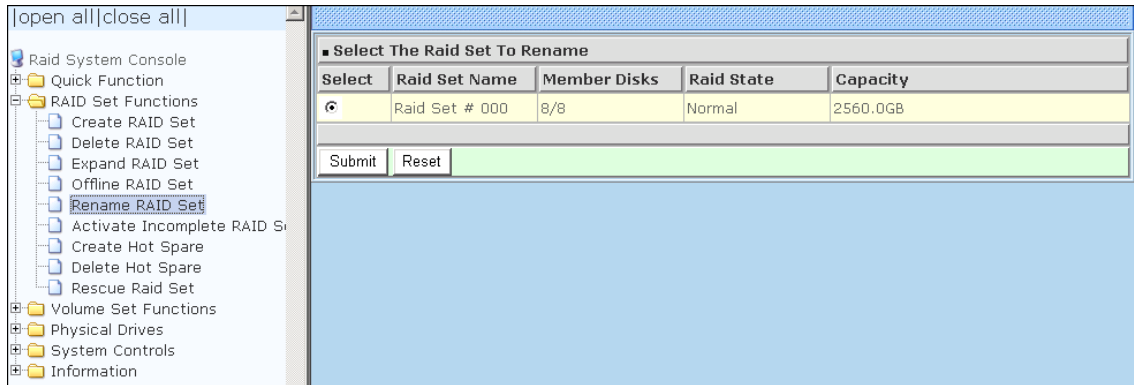 |open all|close all|
Raid System Console
Quick Function
RAID Set Functions
Create RAID Set
Delete RAID Set
Expand RAID Set
Offline RAID Set
Rename RAID Set
Activate Incomplete RAID S
Create Hot Spare
Delete Hot Spare
Rescue Raid Set
Volume Set Functions
Physical Drives
System Controls
Information
Select The Raid Set To Rename
Select Raid Set Name Member Disks Raid State Capacity
Raid Set # 000 8/8 Normal 2560.0GB
Submit Reset